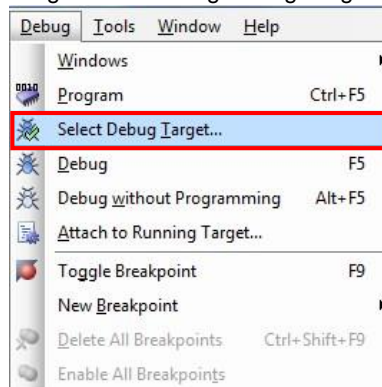 Debug Tools Window Help
Windows
Program Ctrl+F5
Select Debug Target...
Debug F5
Debug without Programming Alt+F5
Attach to Running Target...
Toggle Breakpoint F9
New Breakpoint
Delete All Breakpoints Ctrl+Shift+F9
Enable All Breakpoints